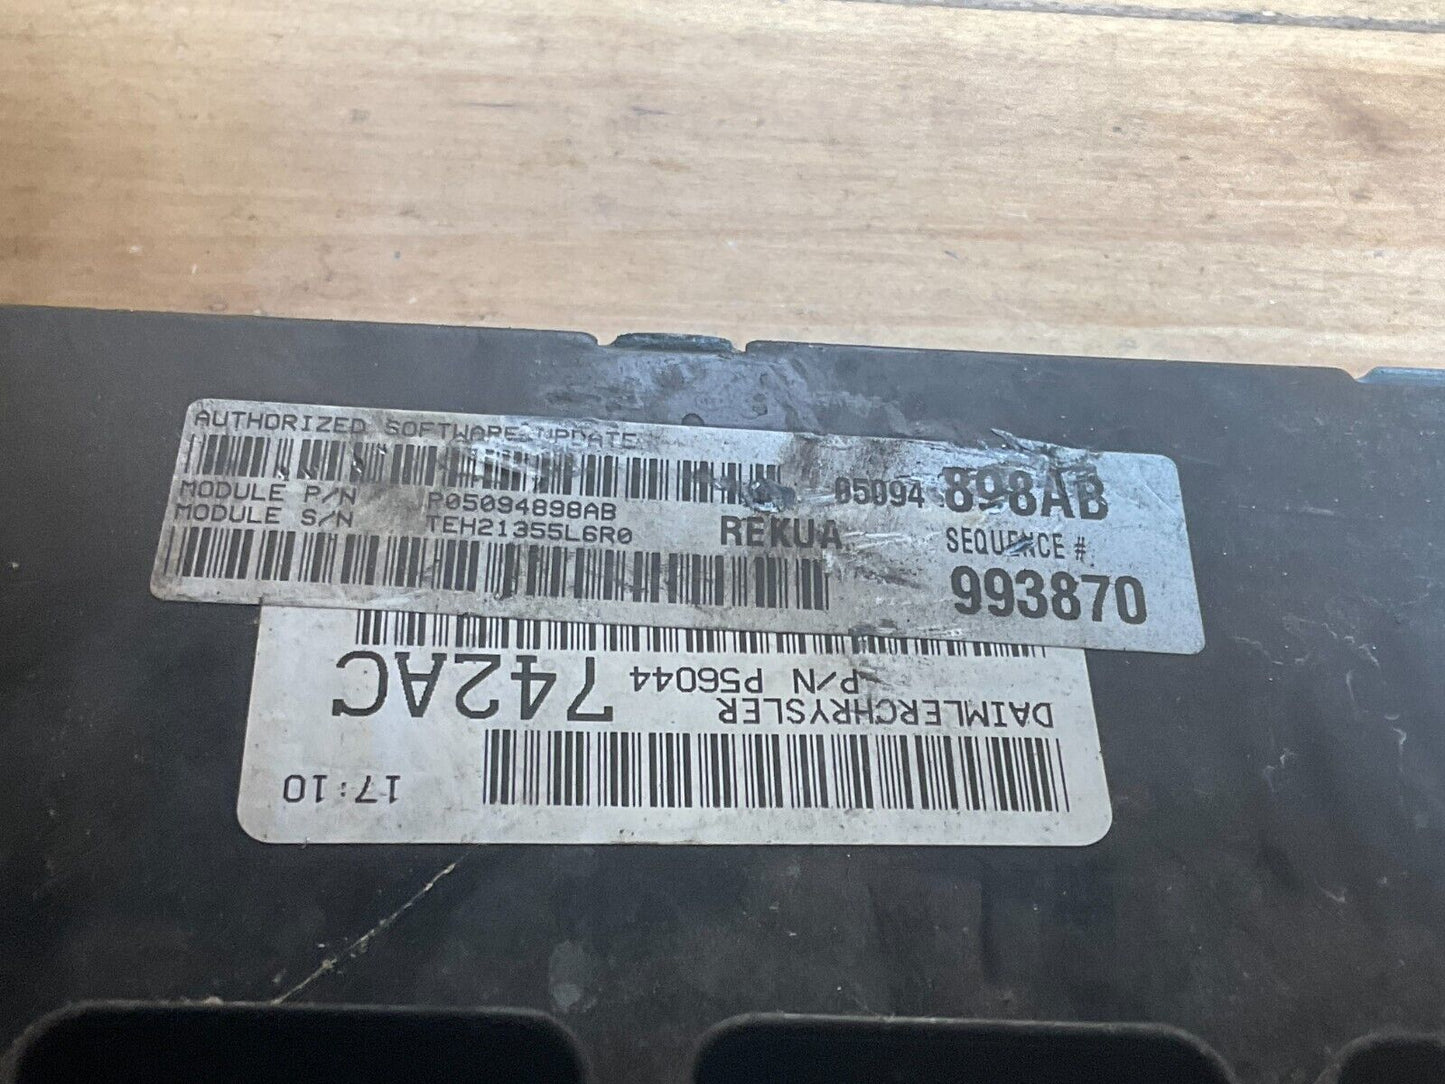 AUTHORIZED SOFTWARE UPDATE
05094 898AB
MODULE P/N P05094898AB
MODULE S/N TEH21355L6R0
REKUA
SEQUENCE #:
993870
DAIMLERCHRYSLER
P/N P56044 742AC
17:10